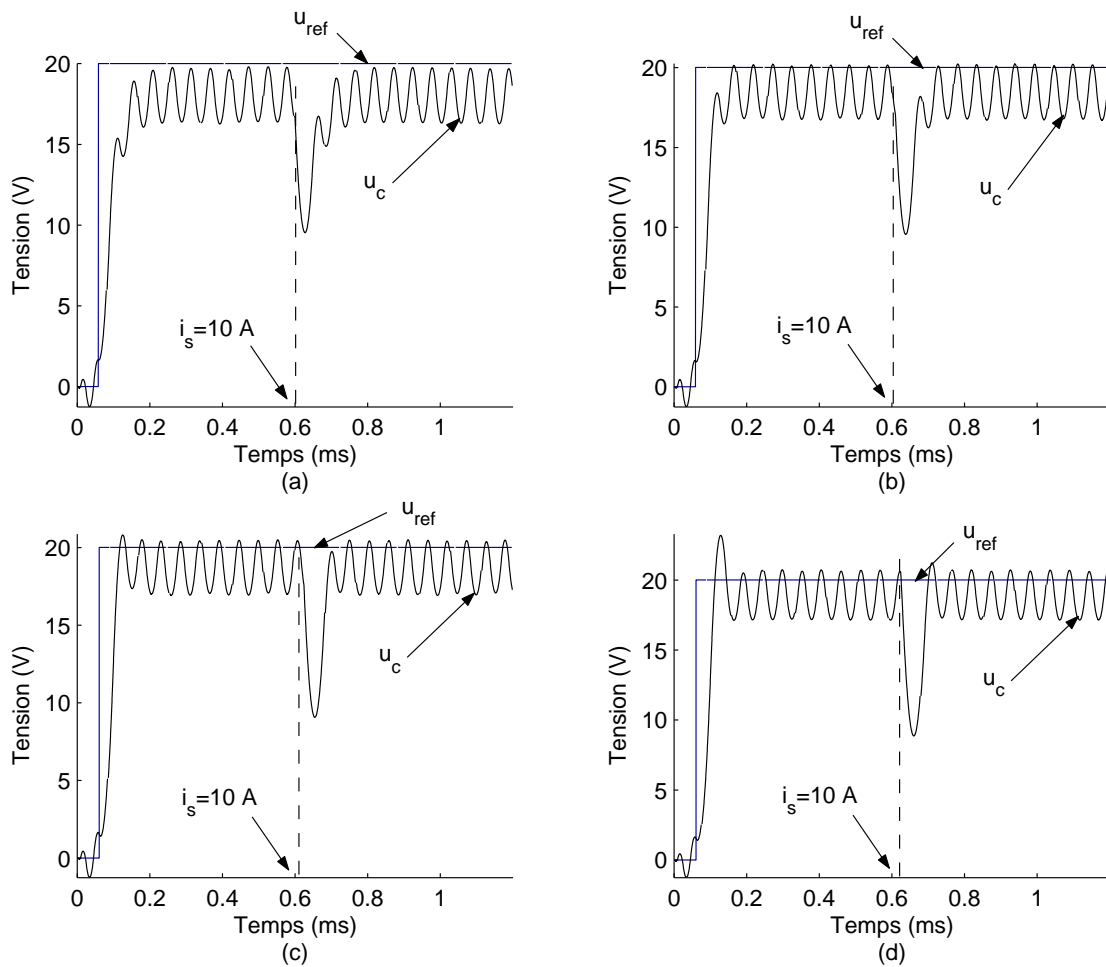 u_ref
20
15
10
5
0
Tension (V)
u_c
i_s=10 A
0 0.2 0.4 0.6 0.8 1
Temps (ms)
(a)
u_ref
20
15
10
5
0
Tension (V)
u_c
i_s=10 A
0 0.2 0.4 0.6 0.8 1
Temps (ms)
(b)
u_ref
20
15
10
5
0
Tension (V)
u_c
i_s=10 A
0 0.2 0.4 0.6 0.8 1
Temps (ms)
(c)
u_ref
20
15
10
5
0
Tension (V)
u_c
i_s=10 A
0 0.2 0.4 0.6 0.8 1
Temps (ms)
(d)